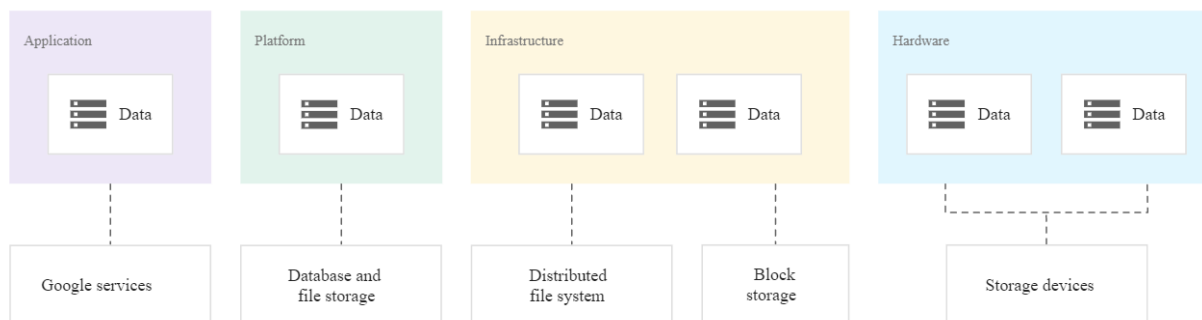 Application
Platform
Infrastructure
Hardware
Data
Data
Data
Data
Data
Data
Google services
Database and
file storage
Distributed
file system
Block
storage
Storage devices